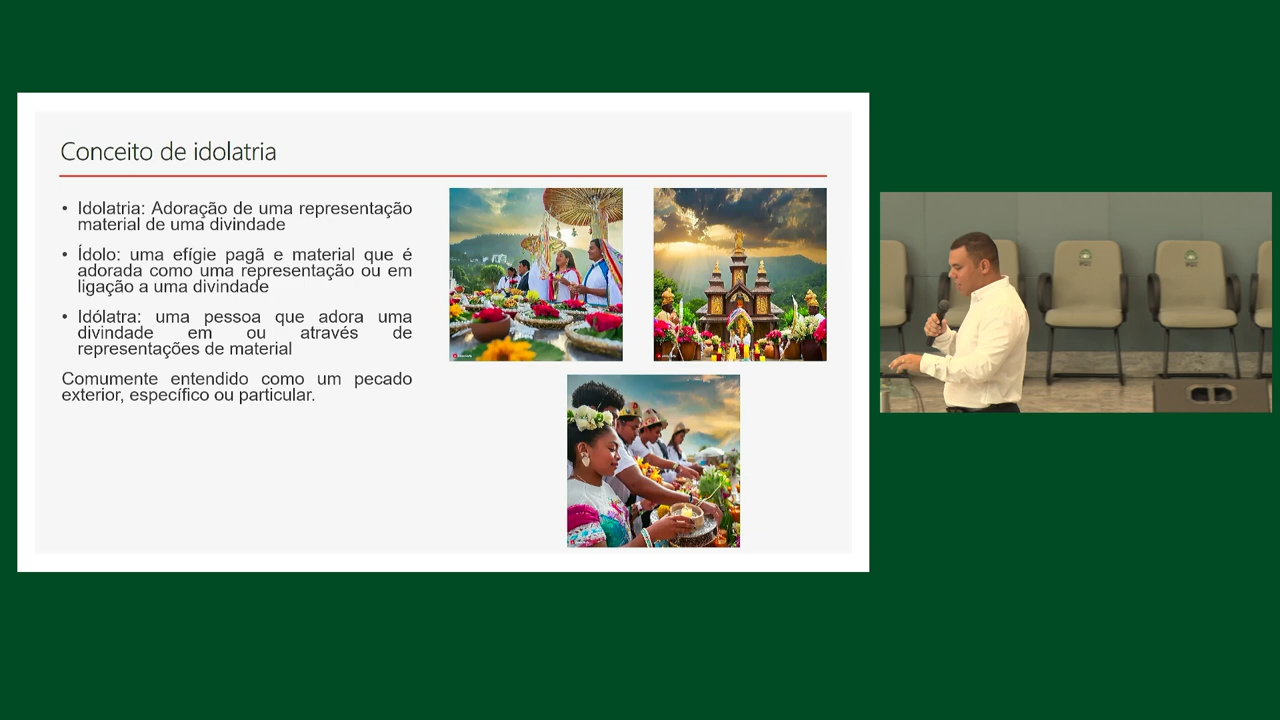 Conceito de idolatria
• Idolatria: Adoração de uma representação
material de uma divindade
• Ídolo: uma efígie pagã e material que é
adorada como uma representação ou em
ligação a uma divindade
• Idólatra: uma pessoa que adora uma
divindade em ou através de
representações de material
Comumente entendido como um pecado
exterior, específico ou particular.